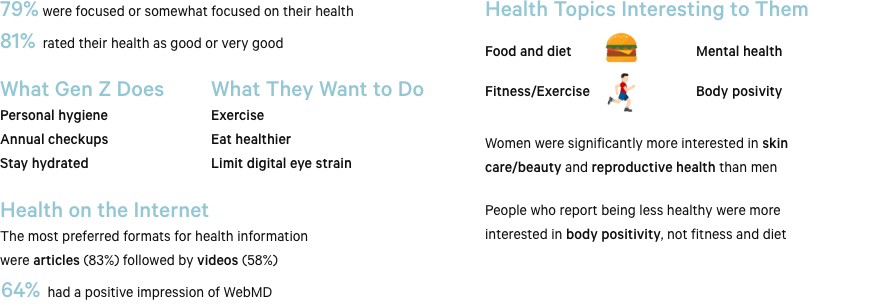 79% were focused or somewhat focused on their health
81% rated their health as good or very good
What Gen Z Does
Personal hygiene
Annual checkups
Stay hydrated
What They Want to Do
Exercise
Eat healthier
Limit digital eye strain
Health on the Internet
The most preferred formats for health information
were articles (83%) followed by videos (58%)
64% had a positive impression of WebMD
Health Topics Interesting to Them
Food and diet
Mental health
Fitness/Exercise
Body posivity
Women were significantly more interested in skin
care/beauty and reproductive health than men
People who report being less healthy were more
interested in body positivity, not fitness and diet